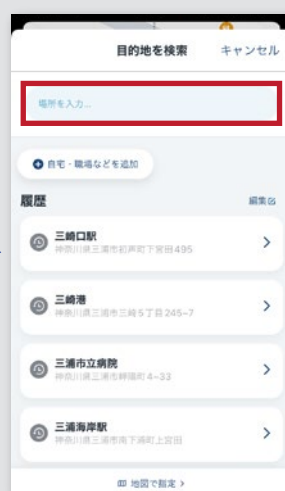 目的地を検索 キャンセル
場所を入力...
自宅・職場などを追加
履歴 編集
三崎口駅
神奈川県三浦市初声町下宮田495
三崎港
神奈川県三浦市三崎5丁目245−7
三浦市立病院
神奈川県三浦市岬陽町4−33
三浦海岸駅
神奈川県三浦市南下浦町上宮田
地図で指定 >